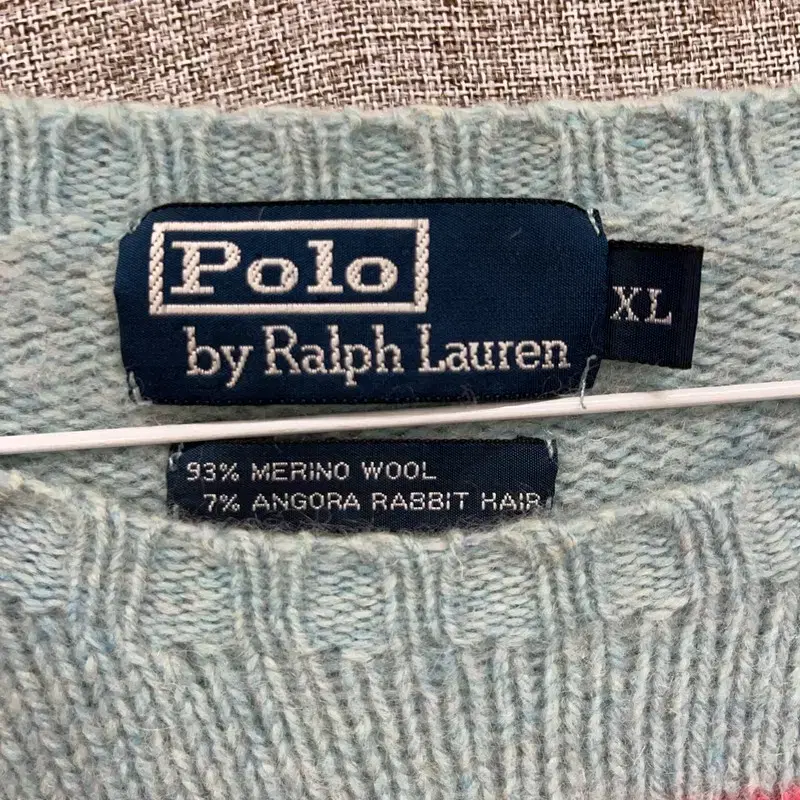 Polo
by Ralph Lauren
XL
93% MERINO WOOL
7% ANGORA RABBIT HAIR